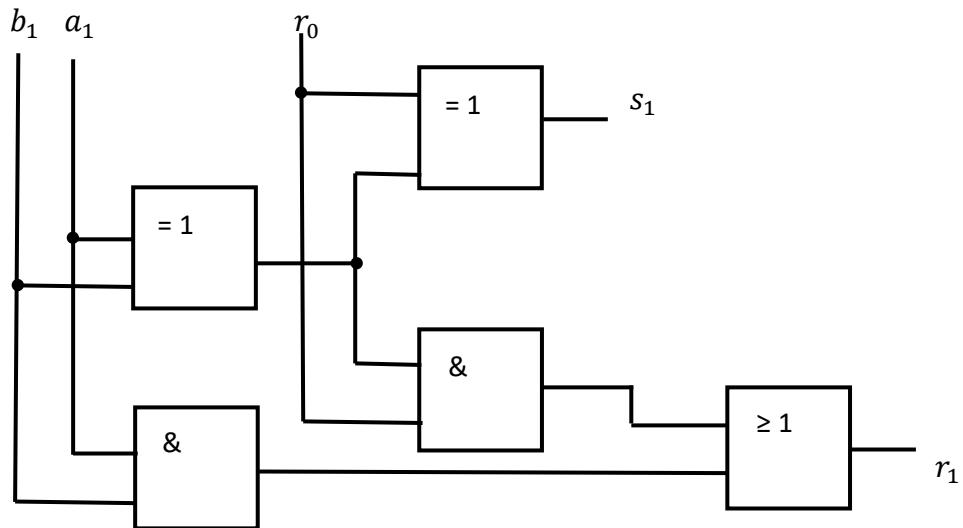 b₁ a₁ r₀
= 1 s₁
= 1
&
& ≥ 1
r₁